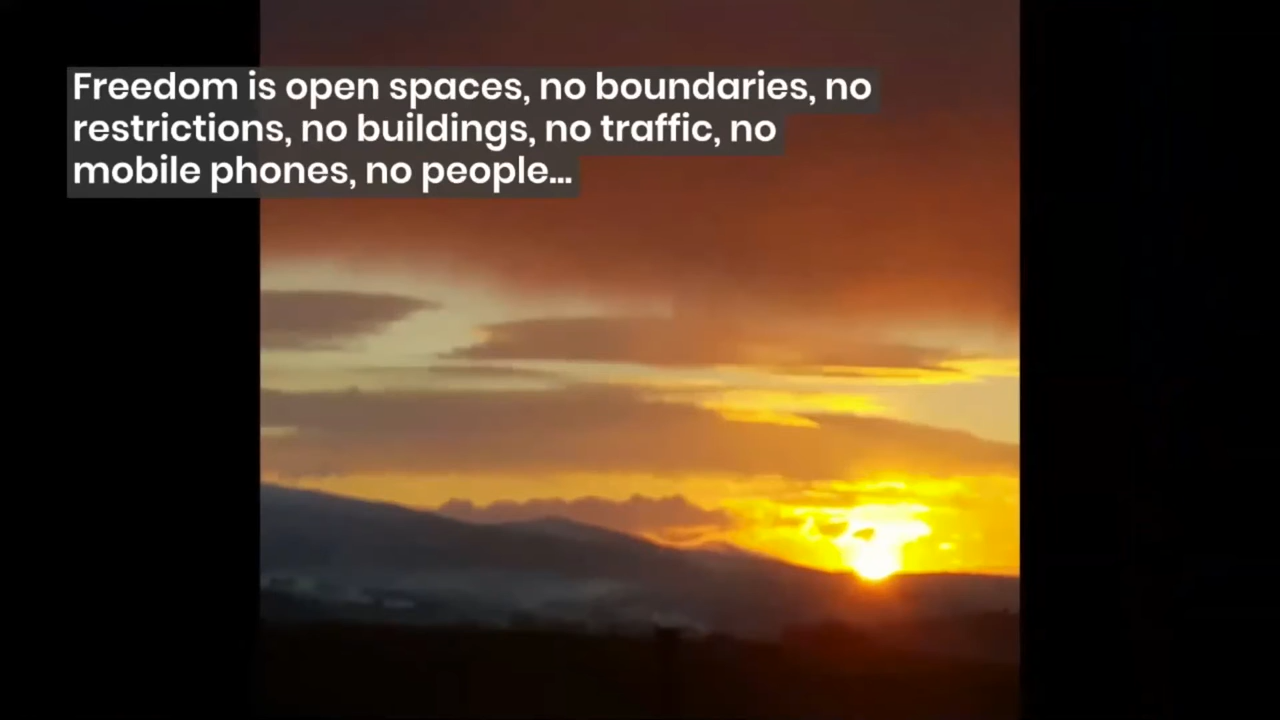 Freedom is open spaces, no boundaries, no
restrictions, no buildings, no traffic, no
mobile phones, no people...